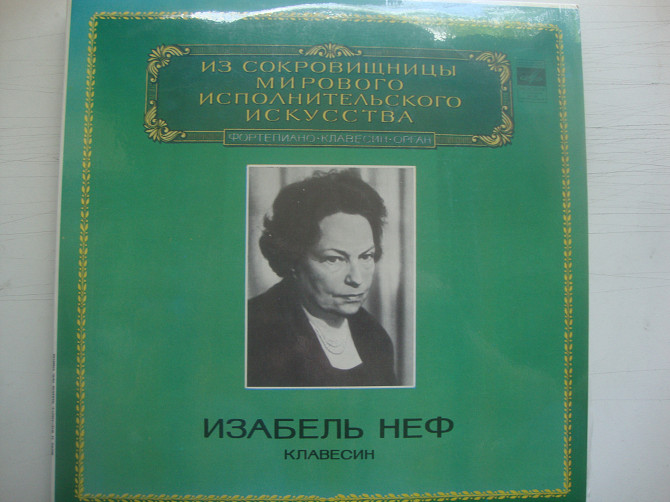 ИЗ СОКРОВИЩНИЦЫ
МИРОВОГО
ИСПОЛНИТЕЛЬСКОГО
ИСКУССТВА
ФОРТЕПИАНО·КЛАВЕСИН·ОРГАН
ИЗАБЕЛЬ НЕФ
КЛАВЕСИН